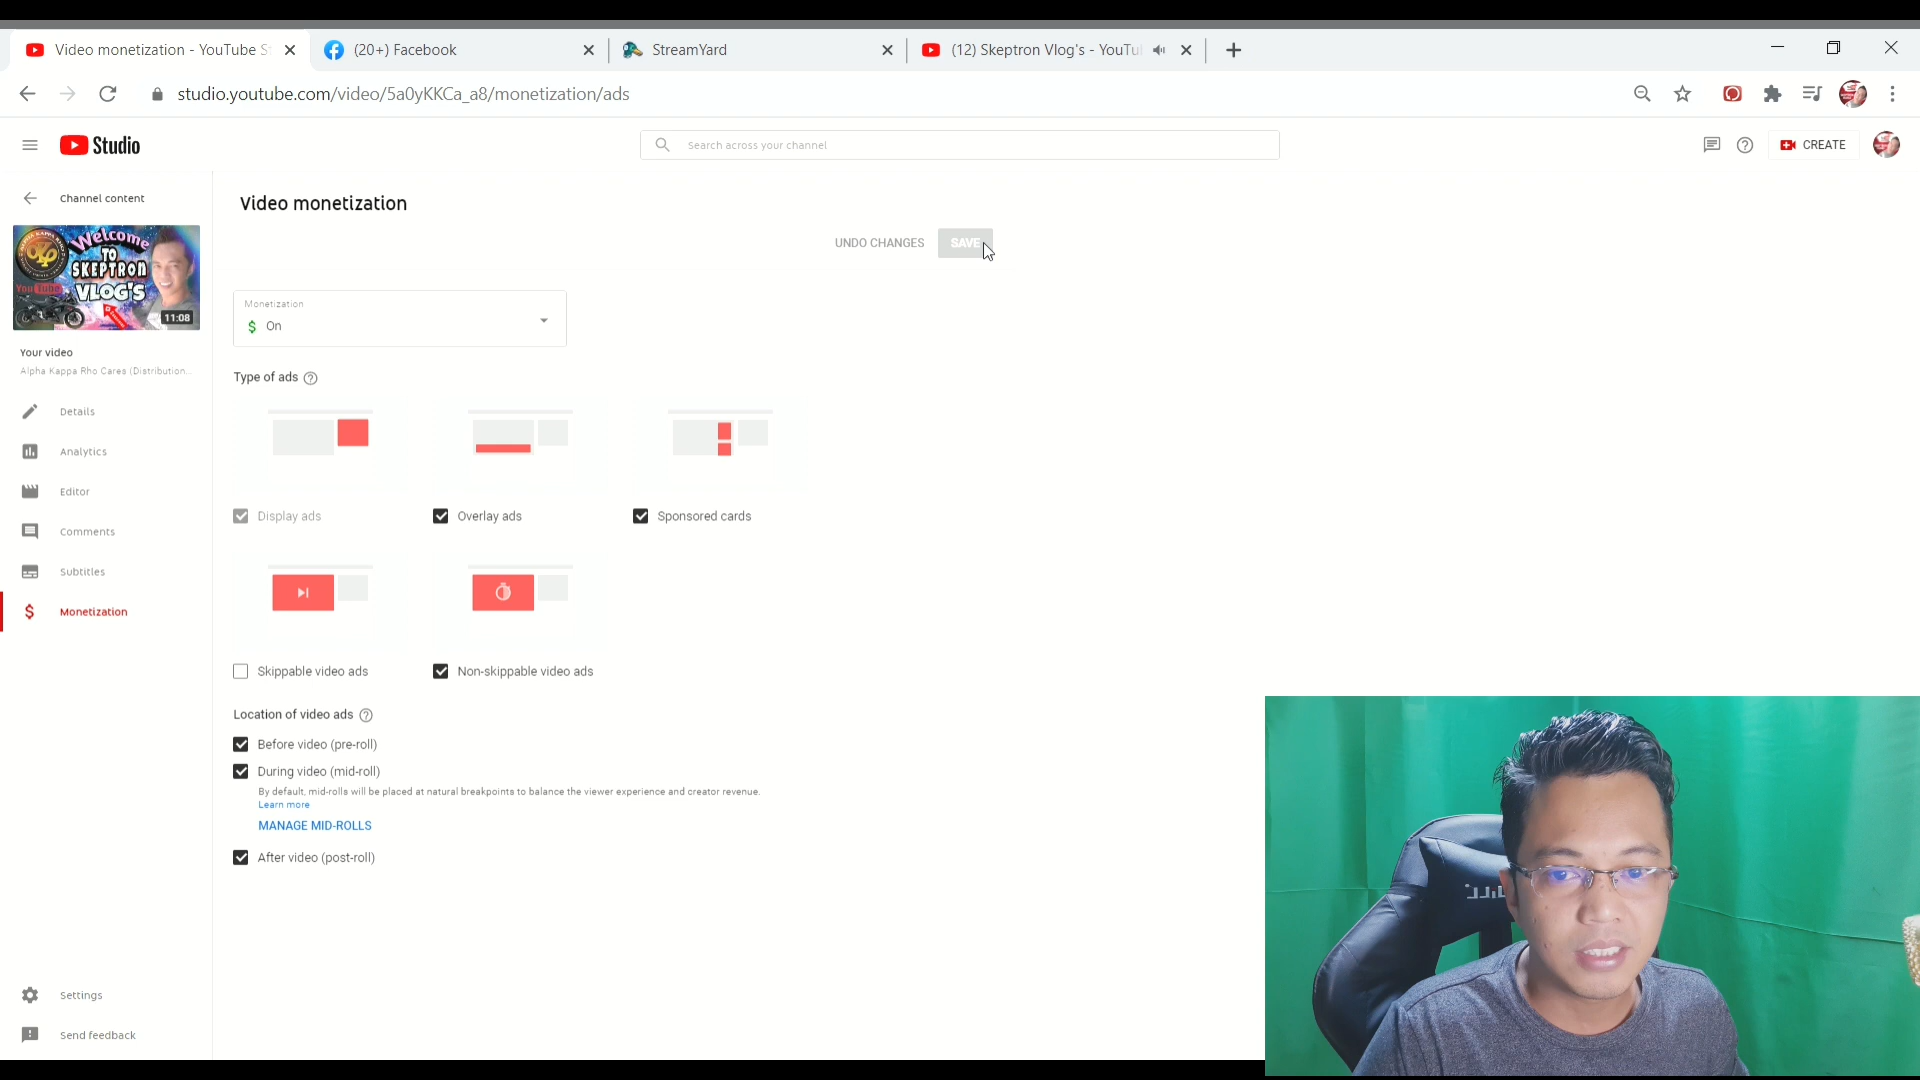 Video monetization - YouTube S
(20+) Facebook
StreamYard
(12) Skeptron Vlog's - YouTu
studio.youtube.com/video/5a0yKKCa_a8/monetization/ads
Studio
Search across your channel
CREATE
Channel content
Video monetization
UNDO CHANGES
SAVE
Welcome
TO
SKEPTRON
YouTube
VLOG'S
11:08
Monetization
$ On
Your video
Alpha Kappa Rho Cares (Distribution...
Type of ads
Details
Analytics
Editor
Display ads
Overlay ads
Sponsored cards
Comments
Subtitles
$ Monetization
Skippable video ads
Non-skippable video ads
Location of video ads
Before video (pre-roll)
During video (mid-roll)
By default, mid-rolls will be placed at natural breakpoints to balance the viewer experience and creator revenue.
Learn more
MANAGE MID-ROLLS
After video (post-roll)
Settings
Send feedback